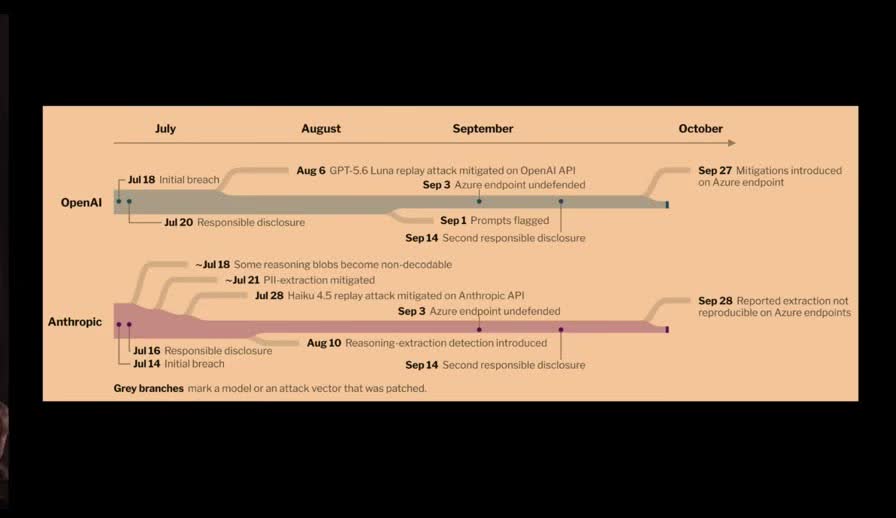 July August September October
Aug 6 GPT-5.6 Luna replay attack mitigated on OpenAI API
Sep 27 Mitigations introduced
on Azure endpoint
Jul 18 Initial breach
Sep 3 Azure endpoint undefended
OpenAI
Jul 20 Responsible disclosure
Sep 1 Prompts flagged
Sep 14 Second responsible disclosure
~Jul 18 Some reasoning blobs become non-decodable
~Jul 21 PII-extraction mitigated
Jul 28 Haiku 4.5 replay attack mitigated on Anthropic API
Sep 28 Reported extraction not
reproducible on Azure endpoints
Sep 3 Azure endpoint undefended
Anthropic
Aug 10 Reasoning-extraction detection introduced
Jul 16 Responsible disclosure
Jul 14 Initial breach
Sep 14 Second responsible disclosure
Grey branches mark a model or an attack vector that was patched.